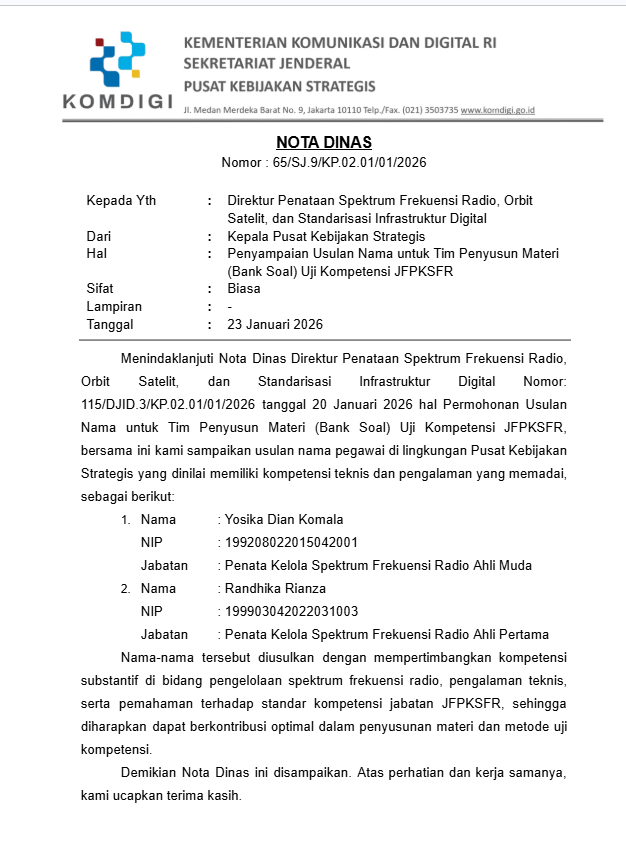 KOMDIGI
KEMENTERIAN KOMUNIKASI DAN DIGITAL RI
SEKRETARIAT JENDERAL
PUSAT KEBIJAKAN STRATEGIS
Jl. Medan Merdeka Barat No. 9, Jakarta 10110 Telp./Fax. (021) 3503735 www.komdigi.go.id
NOTA DINAS
Nomor : 65/SJ.9/KP.02.01/01/2026
Kepada Yth : Direktur Penataan Spektrum Frekuensi Radio, Orbit
Satelit, dan Standarisasi Infrastruktur Digital
Dari : Kepala Pusat Kebijakan Strategis
Hal : Penyampaian Usulan Nama untuk Tim Penyusun Materi
(Bank Soal) Uji Kompetensi JFPKSFR
Sifat : Biasa
Lampiran : -
Tanggal : 23 Januari 2026
Menindaklanjuti Nota Dinas Direktur Penataan Spektrum Frekuensi Radio,
Orbit Satelit, dan Standarisasi Infrastruktur Digital Nomor:
115/DJID.3/KP.02.01/01/2026 tanggal 20 Januari 2026 hal Permohonan Usulan
Nama untuk Tim Penyusun Materi (Bank Soal) Uji Kompetensi JFPKSFR,
bersama ini kami sampaikan usulan nama pegawai di lingkungan Pusat Kebijakan
Strategis yang dinilai memiliki kompetensi teknis dan pengalaman yang memadai,
sebagai berikut:
1. Nama : Yosika Dian Komala
NIP : 199208022015042001
Jabatan : Penata Kelola Spektrum Frekuensi Radio Ahli Muda
2. Nama : Randhika Rianza
NIP : 199903042022031003
Jabatan : Penata Kelola Spektrum Frekuensi Radio Ahli Pertama
Nama-nama tersebut diusulkan dengan mempertimbangkan kompetensi
substantif di bidang pengelolaan spektrum frekuensi radio, pengalaman teknis,
serta pemahaman terhadap standar kompetensi jabatan JFPKSFR, sehingga
diharapkan dapat berkontribusi optimal dalam penyusunan materi dan metode uji
kompetensi.
Demikian Nota Dinas ini disampaikan. Atas perhatian dan kerja samanya,
kami ucapkan terima kasih.